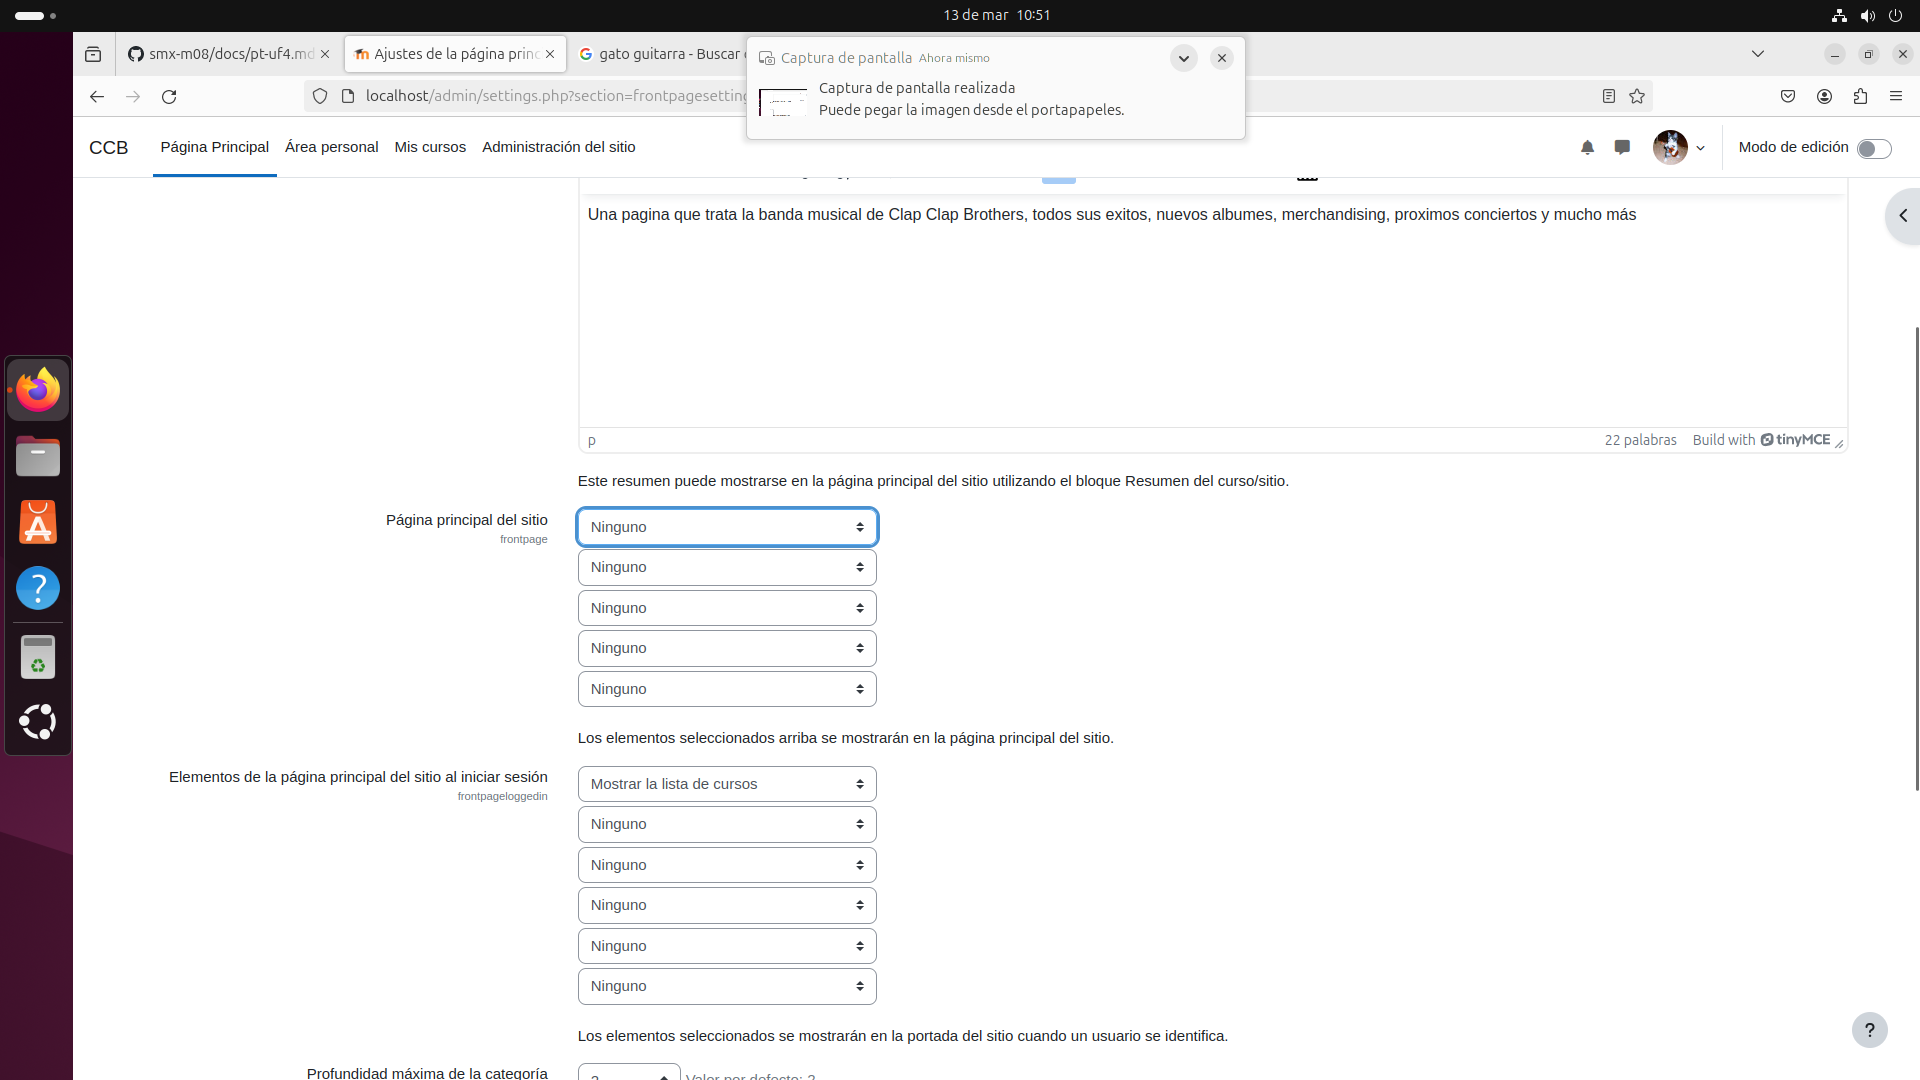 13 de mar 10:51
smx-m08/docs/pt-uf4.md
Ajustes de la página princ
gato guitarra - Buscar
Captura de pantalla Ahora mismo
Captura de pantalla realizada
Puede pegar la imagen desde el portapapeles.
localhost/admin/settings.php?section=frontpagesetting
CCB
Página Principal
Área personal
Mis cursos
Administración del sitio
Modo de edición
Una pagina que trata la banda musical de Clap Clap Brothers, todos sus exitos, nuevos albumes, merchandising, proximos conciertos y mucho más
p
22 palabras
Build with tinyMCE
Este resumen puede mostrarse en la página principal del sitio utilizando el bloque Resumen del curso/sitio.
Página principal del sitio
frontpage
Ninguno
Ninguno
Ninguno
Ninguno
Ninguno
Los elementos seleccionados arriba se mostrarán en la página principal del sitio.
Elementos de la página principal del sitio al iniciar sesión
frontpageloggedin
Mostrar la lista de cursos
Ninguno
Ninguno
Ninguno
Ninguno
Ninguno
Los elementos seleccionados se mostrarán en la portada del sitio cuando un usuario se identifica.
?
Profundidad máxima de la categoría
2
Valor por defecto: 2